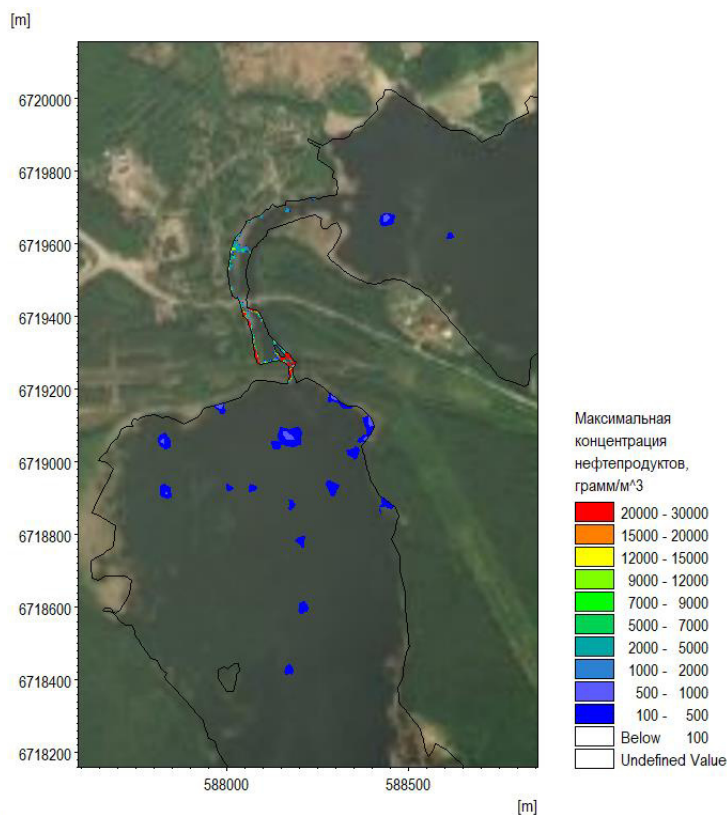 [m]
6720000
6719800
6719600
6719400
6719200
6719000
6718800
6718600
6718400
6718200
588000 588500
[m]
Максимальная
концентрация
нефтепродуктов,
грамм/м^3
20000 - 30000
15000 - 20000
12000 - 15000
9000 - 12000
7000 - 9000
5000 - 7000
2000 - 5000
1000 - 2000
500 - 1000
100 - 500
Below 100
Undefined Value